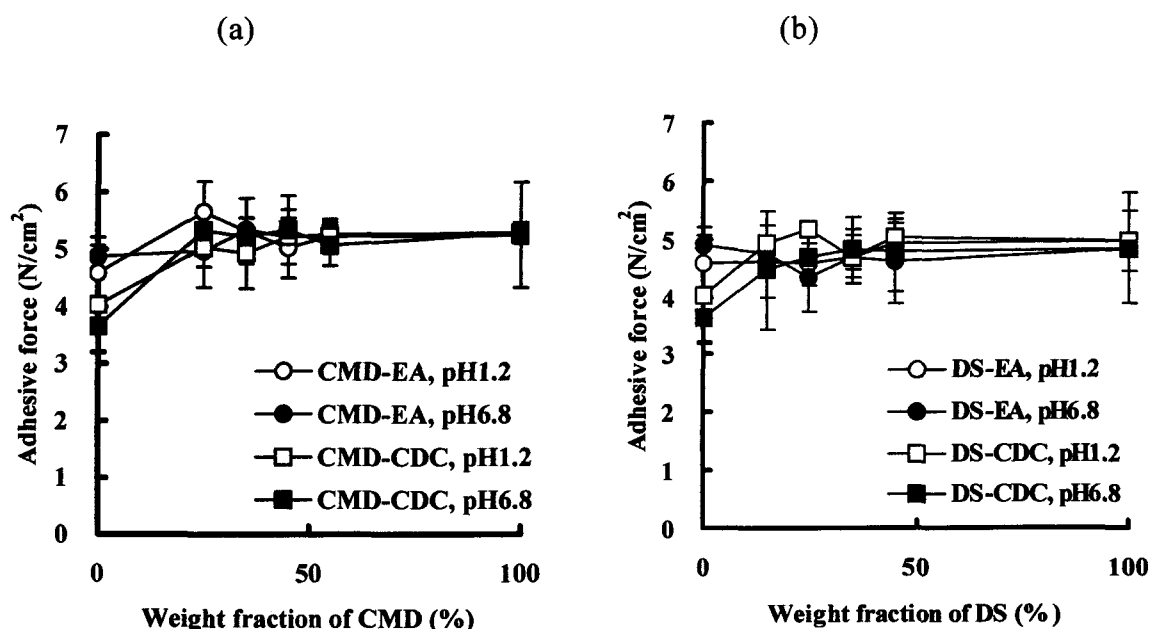 (a)
(b)
Adhesive force (N/cm²)
7
6
5
4
3
2
1
0
0
50
100
Weight fraction of CMD (%)
CMD-EA, pH1.2
CMD-EA, pH6.8
CMD-CDC, pH1.2
CMD-CDC, pH6.8
Adhesive force (N/cm²)
7
6
5
4
3
2
1
0
0
50
100
Weight fraction of DS (%)
DS-EA, pH1.2
DS-EA, pH6.8
DS-CDC, pH1.2
DS-CDC, pH6.8